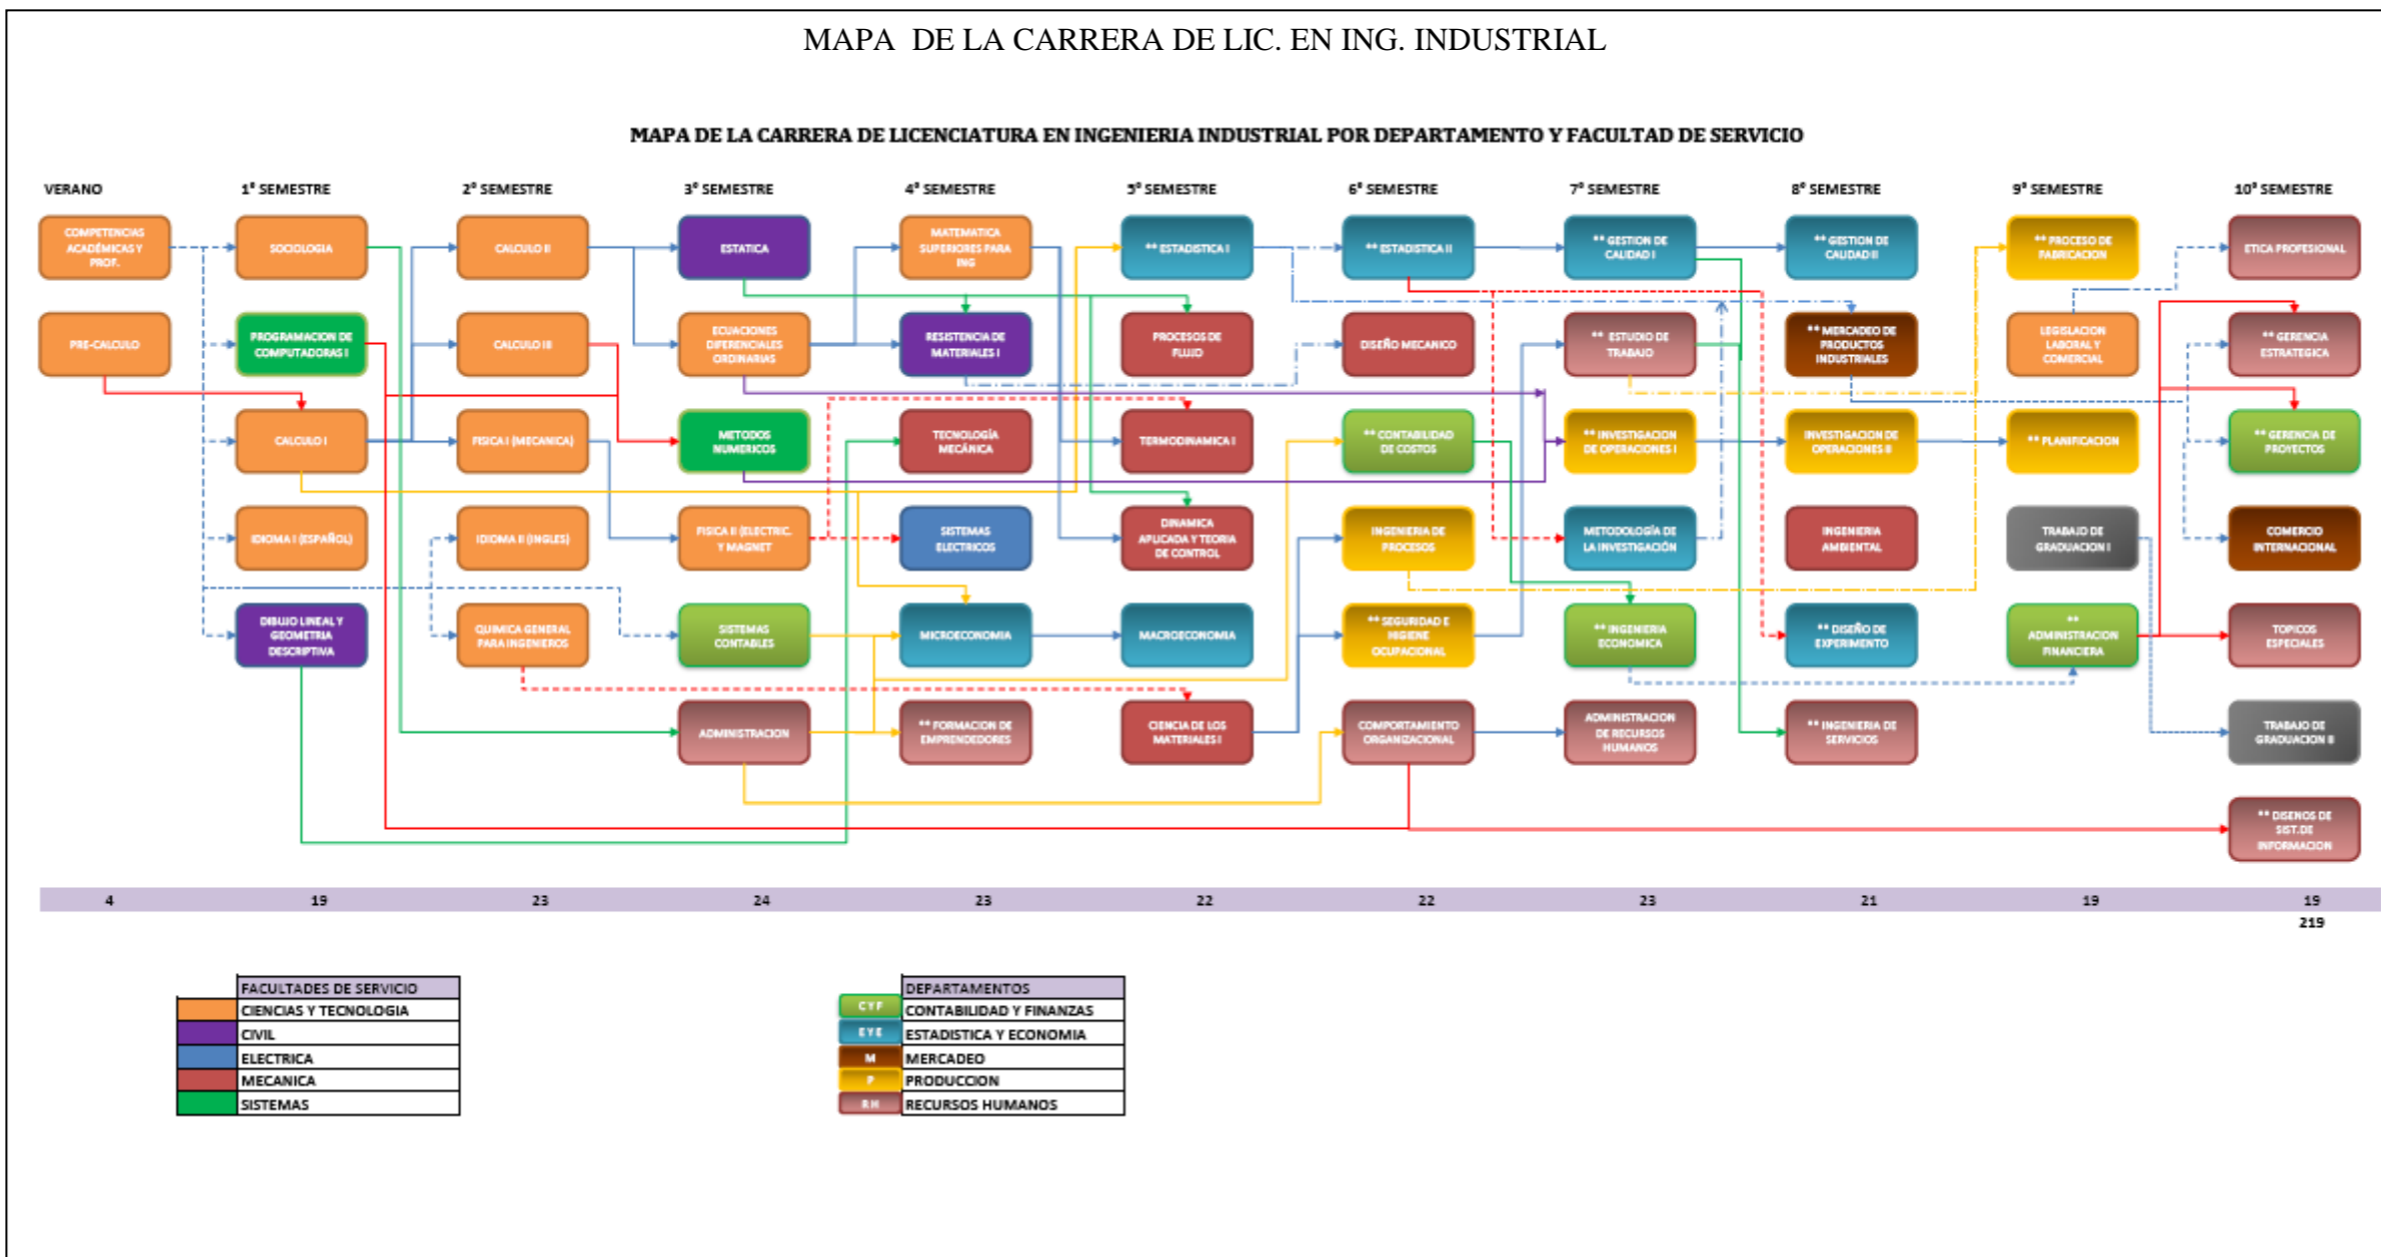 MAPA DE LA CARRERA DE LIC. EN ING. INDUSTRIAL
MAPA DE LA CARRERA DE LICENCIATURA EN INGENIERIA INDUSTRIAL POR DEPARTAMENTO Y FACULTAD DE SERVICIO
VERANO
COMPETENCIAS
ACADÉMICAS Y
PROF.
PRE-CALCULO
1° SEMESTRE
SOCIOLOGIA
PROGRAMACION DE
COMPUTADORAS I
CALCULO I
IDIOMA I (ESPAÑOL)
DIBUJO LINEAL Y
GEOMETRIA
DESCRIPTIVA
2° SEMESTRE
CALCULO II
CALCULO III
FISICA I (MECANICA)
IDIOMA II (INGLES)
QUIMICA GENERAL
PARA INGENIEROS
3° SEMESTRE
ESTATICA
ECUACIONES
DIFERENCIALES
ORDINARIAS
METODOS
NUMERICOS
FISICA II (ELECTRIC.
Y MAGNET
SISTEMAS
CONTABLES
ADMINISTRACION
4° SEMESTRE
MATEMATICA
SUPERIORES PARA
ING
RESISTENCIA DE
MATERIALES I
TECNOLOGÍA
MECÁNICA
SISTEMAS
ELECTRICOS
MICROECONOMIA
** FORMACION DE
EMPRENDEDORES
5° SEMESTRE
** ESTADISTICA I
PROCESOS DE
FLUJO
TERMODINAMICA I
DINAMICA
APLICADA Y TEORIA
DE CONTROL
MACROECONOMIA
CIENCIA DE LOS
MATERIALES I
6° SEMESTRE
** ESTADISTICA II
DISEÑO MECANICO
** CONTABILIDAD
DE COSTOS
INGENIERIA DE
PROCESOS
** SEGURIDAD E
HIGIENE
OCUPACIONAL
COMPORTAMIENTO
ORGANIZACIONAL
7° SEMESTRE
** GESTION DE
CALIDAD I
** ESTUDIO DE
TRABAJO
** INVESTIGACION
DE OPERACIONES I
METODOLOGÍA DE
LA INVESTIGACIÓN
** INGENIERIA
ECONOMICA
ADMINISTRACION
DE RECURSOS
HUMANOS
8° SEMESTRE
** GESTION DE
CALIDAD II
** MERCADEO DE
PRODUCTOS
INDUSTRIALES
INVESTIGACION DE
OPERACIONES II
INGENIERIA
AMBIENTAL
** DISEÑO DE
EXPERIMENTO
** INGENIERIA DE
SERVICIOS
9° SEMESTRE
** PROCESO DE
FABRICACION
LEGISLACION
LABORAL Y
COMERCIAL
** PLANIFICACION
TRABAJO DE
GRADUACION I
**
ADMINISTRACION
FINANCIERA
10° SEMESTRE
ETICA PROFESIONAL
** GERENCIA
ESTRATEGICA
** GERENCIA DE
PROYECTOS
COMERCIO
INTERNACIONAL
TOPICOS
ESPECIALES
TRABAJO DE
GRADUACION II
** DISENOS DE
SIST.DE
INFORMACION
4 19 23 24 23 22 22 23 21 19 19
219
FACULTADES DE SERVICIO
CIENCIAS Y TECNOLOGIA
CIVIL
ELECTRICA
MECANICA
SISTEMAS
DEPARTAMENTOS
CYF CONTABILIDAD Y FINANZAS
EYE ESTADISTICA Y ECONOMIA
M MERCADEO
P PRODUCCION
RH RECURSOS HUMANOS